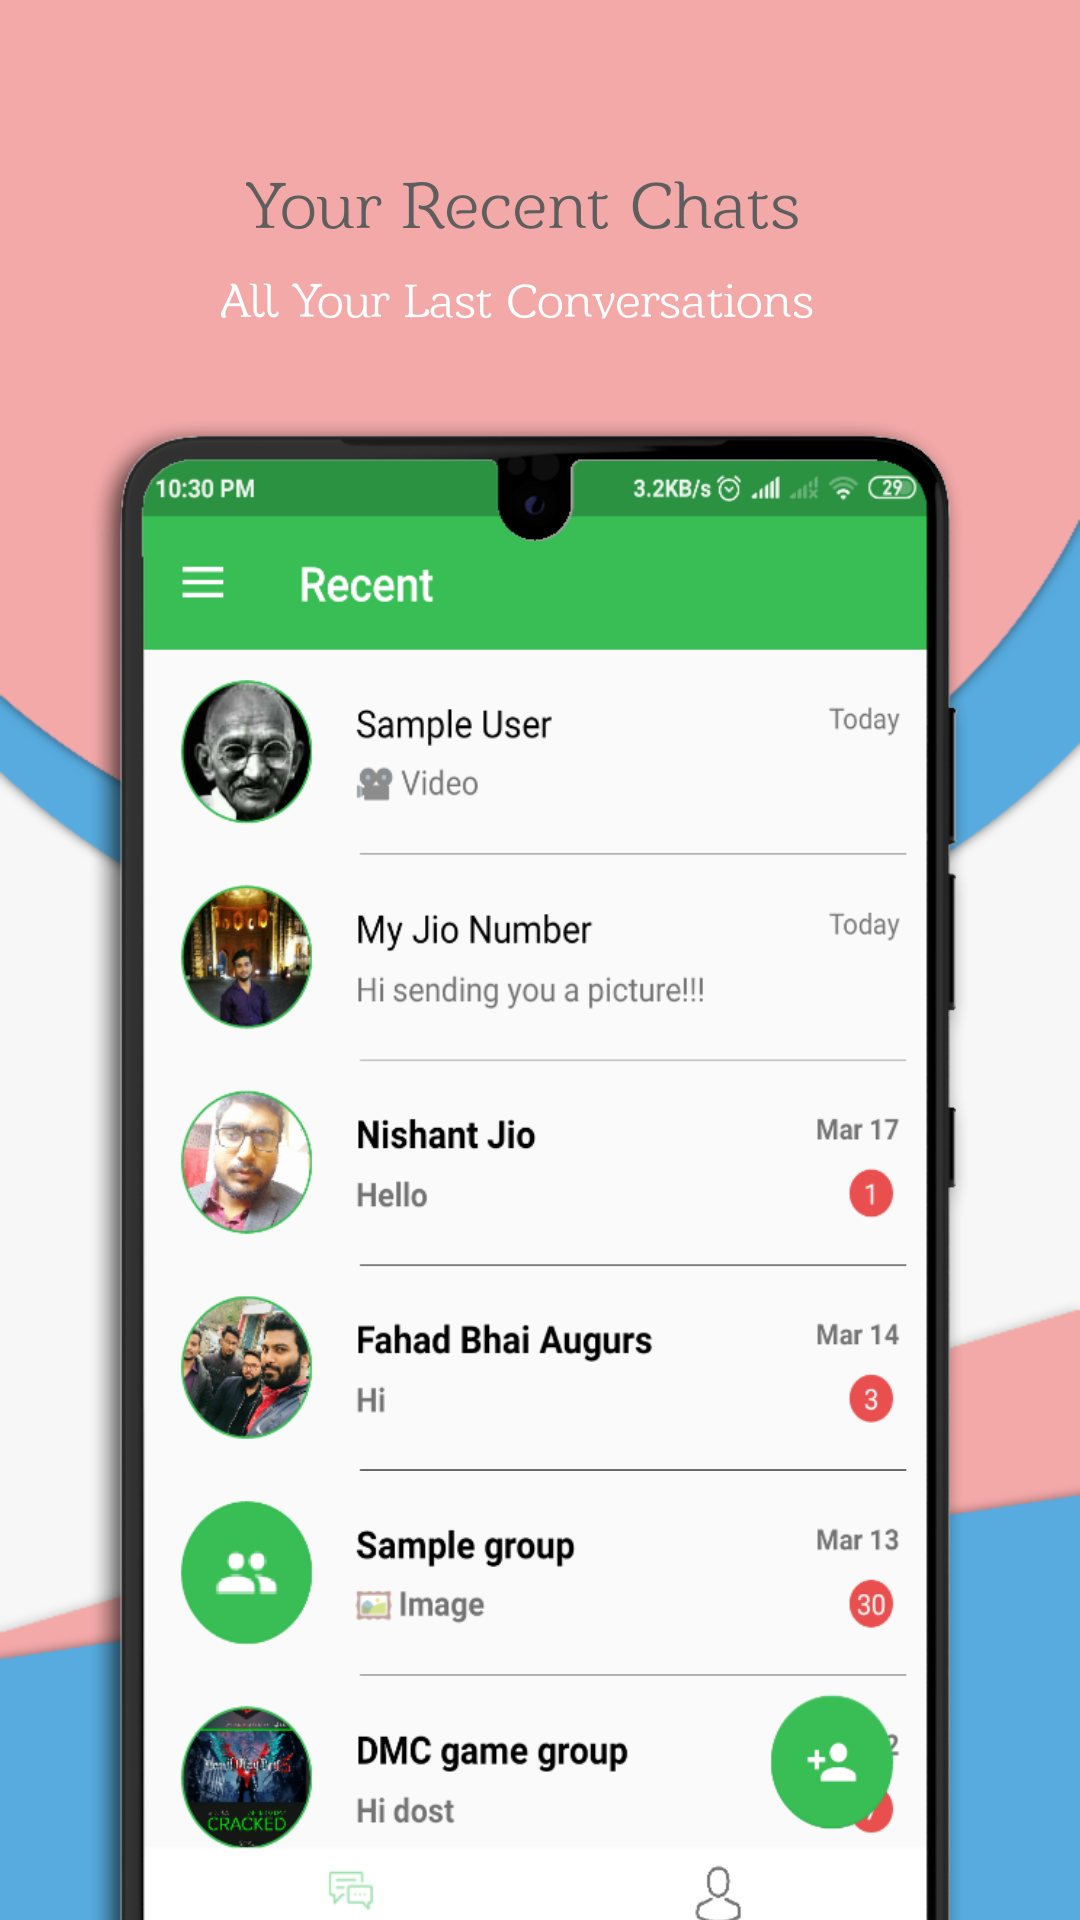 Your Recent Chats
All Your Last Conversations
10:30 PM 3.2KB/s 29
Recent
Sample User Today
Video
My Jio Number Today
Hi sending you a picture!!!
Nishant Jio Mar 17
Hello 1
Fahad Bhai Augurs Mar 14
Hi 3
Sample group Mar 13
Image 30
DMC game group 2
Hi dost
CRACKED